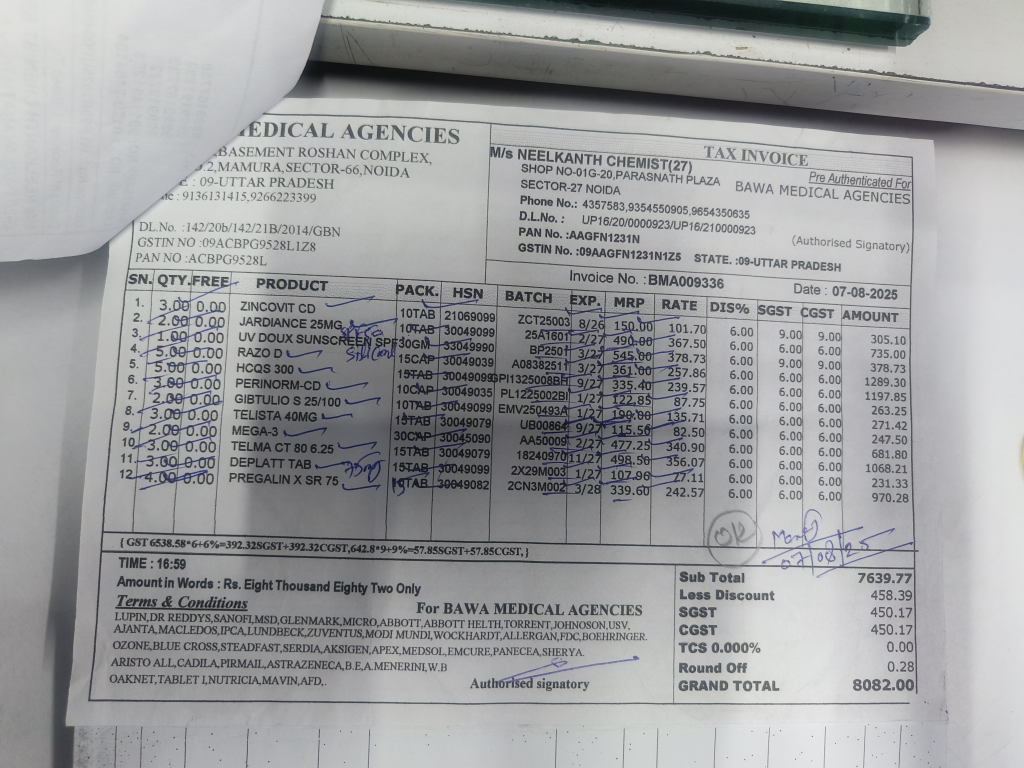 MEDICAL AGENCIES
BASEMENT ROSHAN COMPLEX,
MAMURA,SECTOR-66,NOIDA
: 09-UTTAR PRADESH
: 9136131415,9266223399
DL.No. :142/20b/142/21B/2014/GBN
GSTIN NO :09ACBPG9528L1Z8
PAN NO :ACBPG9528L
TAX INVOICE
M/s NEELKANTH CHEMIST(27)
SHOP NO-01G-20,PARASNATH PLAZA
SECTOR-27 NOIDA
Phone No.: 4357583,9354550905,9654350635
D.L.No. : UP16/20/0000923/UP16/210000923
PAN No. :AAGFN1231N
GSTIN No. :09AAGFN1231N1Z5 STATE. :09-UTTAR PRADESH
Pre Authenticated For
BAWA MEDICAL AGENCIES
(Authorised Signatory)
Invoice No. : BMA009336 Date : 07-08-2025
SN. QTY. FREE PRODUCT PACK. HSN BATCH EXP. MRP RATE DIS% SGST CGST AMOUNT
1. 3.00 0.00 ZINCOVIT CD 10TAB 21069099 ZCT25003 8/26 150.00 101.70 6.00 9.00 9.00 305.10
2. 2.00 0.00 JARDIANCE 25MG 10TAB 30049099 25A1601 2/27 490.00 367.50 6.00 6.00 6.00 735.00
3. 1.00 0.00 UV DOUX SUNSCREEN SPF 30GM 33049990 BP2501 3/27 545.00 378.73 6.00 9.00 9.00 378.73
4. 5.00 0.00 RAZO D 15CAP 30049039 A0838251 3/27 361.00 257.86 6.00 6.00 6.00 1289.30
5. 5.00 0.00 HCQS 300 15TAB 30049099 GPI1325008BH 9/27 335.40 239.57 6.00 6.00 6.00 1197.85
6. 3.00 0.00 PERINORM-CD 10CAP 30049035 PL1225002BI 1/27 122.85 87.75 6.00 6.00 6.00 263.25
7. 2.00 0.00 GIBTULIO S 25/100 10TAB 30049099 EMV250493A 1/27 190.00 135.71 6.00 6.00 6.00 271.42
8. 3.00 0.00 TELISTA 40MG 15TAB 30049079 UB00864 9/27 115.50 82.50 6.00 6.00 6.00 247.50
9. 2.00 0.00 MEGA-3 30CAP 30045090 AA50009 2/27 477.25 340.90 6.00 6.00 6.00 681.80
10. 3.00 0.00 TELMA CT 80 6.25 15TAB 30049079 18240970 11/27 498.50 356.07 6.00 6.00 6.00 1068.21
11. 3.00 0.00 DEPLATT TAB 75mg 15TAB 30049099 2X29M003 1/27 107.96 77.11 6.00 6.00 6.00 231.33
12 4.00 0.00 PREGALIN X SR 75 10TAB 30049082 2CN3M002 3/28 339.60 242.57 6.00 6.00 6.00 970.28
OK
07/08/25
{ GST 6538.58*6+6%=392.32SGST+392.32CGST,642.8*9+9%=57.85SGST+57.85CGST,}
TIME : 16:59
Amount in Words : Rs. Eight Thousand Eighty Two Only
Terms & Conditions
For BAWA MEDICAL AGENCIES
LUPIN,DR REDDYS,SANOFI,MSD,GLENMARK,MICRO,ABBOTT,ABBOTT HELTH,TORRENT,JOHNSON,USV,
AJANTA,MACLEDOS,IPCA,LUNDBECK,ZUVENTUS,MODI MUNDI,WOCKHARDT,ALLERGAN,FDC,BOEHRINGER.
OZONE,BLUE CROSS,STEADFAST,SERDIA,AKSIGEN,APEX,MEDSOL,EMCURE,PANECEA,SHERYA.
ARISTO ALL,CADILA,PIRMAIL,ASTRAZENECA,B.E,A.MENERINI,W.B
OAKNET,TABLET I,NUTRICIA,MAVIN,AFD,.
Authorised signatory
Sub Total 7639.77
Less Discount 458.39
SGST 450.17
CGST 450.17
TCS 0.000% 0.00
Round Off 0.28
GRAND TOTAL 8082.00